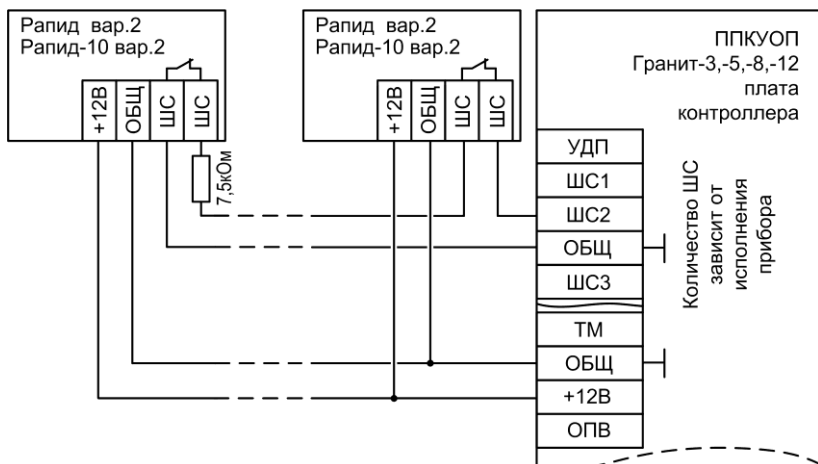 Рапид вар.2
Рапид-10 вар.2
+12В
ОБЩ
ШС
ШС
7,5кОм
Рапид вар.2
Рапид-10 вар.2
+12В
ОБЩ
ШС
ШС
ППКУОП
Гранит-3,-5,-8,-12
плата
контроллера
УДП
ШС1
ШС2
ОБЩ
ШС3
ТМ
ОБЩ
+12В
ОПВ
Количество ШС
зависит от
исполнения
прибора